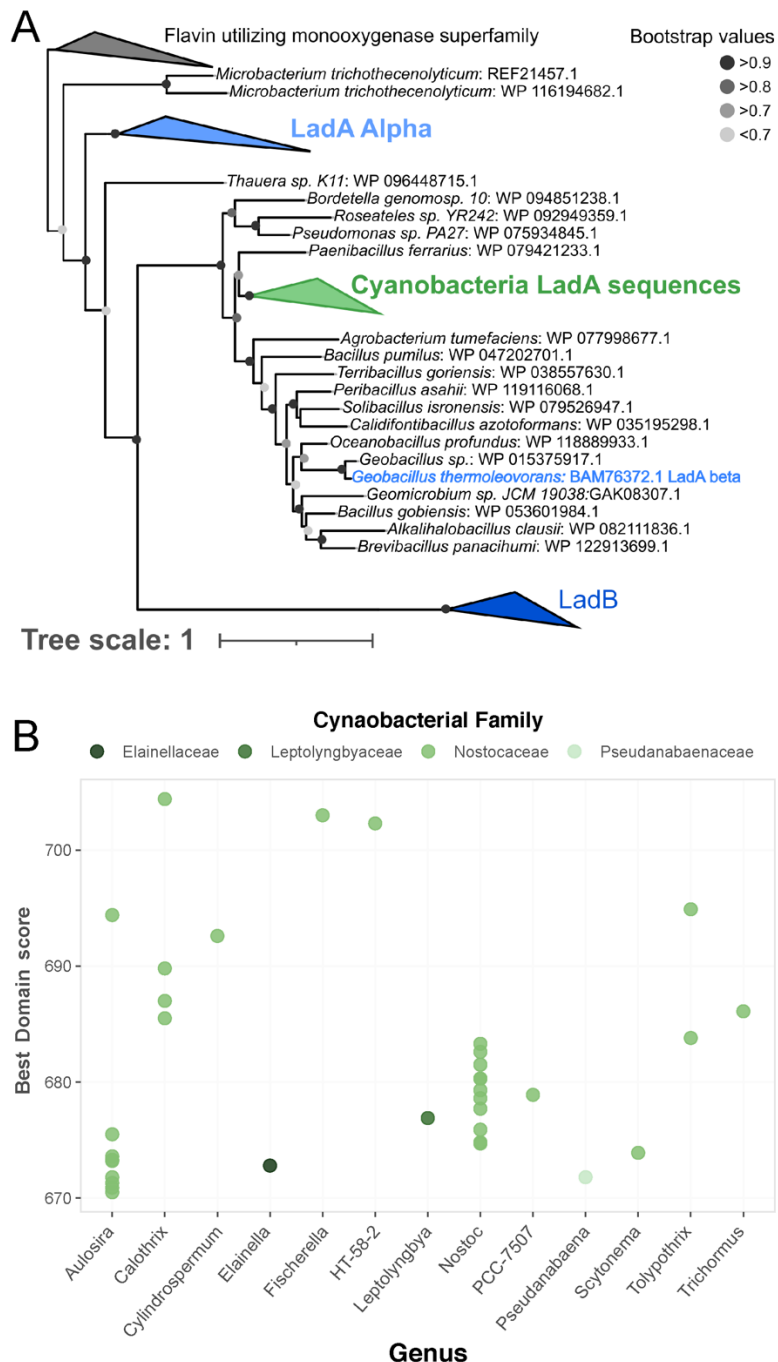 A
Flavin utilizing monooxygenase superfamily
Bootstrap values
>0.9
>0.8
>0.7
<0.7
Microbacterium trichothecenolyticum: REF21457.1
Microbacterium trichothecenolyticum: WP 116194682.1
LadA Alpha
Thauera sp. K11: WP 096448715.1
Bordetella genomosp. 10: WP 094851238.1
Roseateles sp. YR242: WP 092949359.1
Pseudomonas sp. PA27: WP 075934845.1
Paenibacillus ferrarius: WP 079421233.1
Cyanobacteria LadA sequences
Agrobacterium tumefaciens: WP 077998677.1
Bacillus pumilus: WP 047202701.1
Terribacillus goriensis: WP 038557630.1
Peribacillus asahii: WP 119116068.1
Solibacillus isronensis: WP 079526947.1
Calidifontibacillus azotoformans: WP 035195298.1
Oceanobacillus profundus: WP 118889933.1
Geobacillus sp.: WP 015375917.1
Geobacillus thermoleovorans: BAM76372.1 LadA beta
Geomicrobium sp. JCM 19038:GAK08307.1
Bacillus gobiensis: WP 053601984.1
Alkalihalobacillus clausii: WP 082111836.1
Brevibacillus panacihumi: WP 122913699.1
LadB
Tree scale: 1
B
Cynaobacterial Family
Elainellaceae
Leptolyngbyaceae
Nostocaceae
Pseudanabaenaceae
700
690
680
670
Best Domain score
Aulosira
Calothrix
Cylindrospermum
Elainella
Fischerella
HT-58-2
Leptolyngbya
Nostoc
PCC-7507
Pseudanabaena
Scytonema
Tolypothrix
Trichormus
Genus